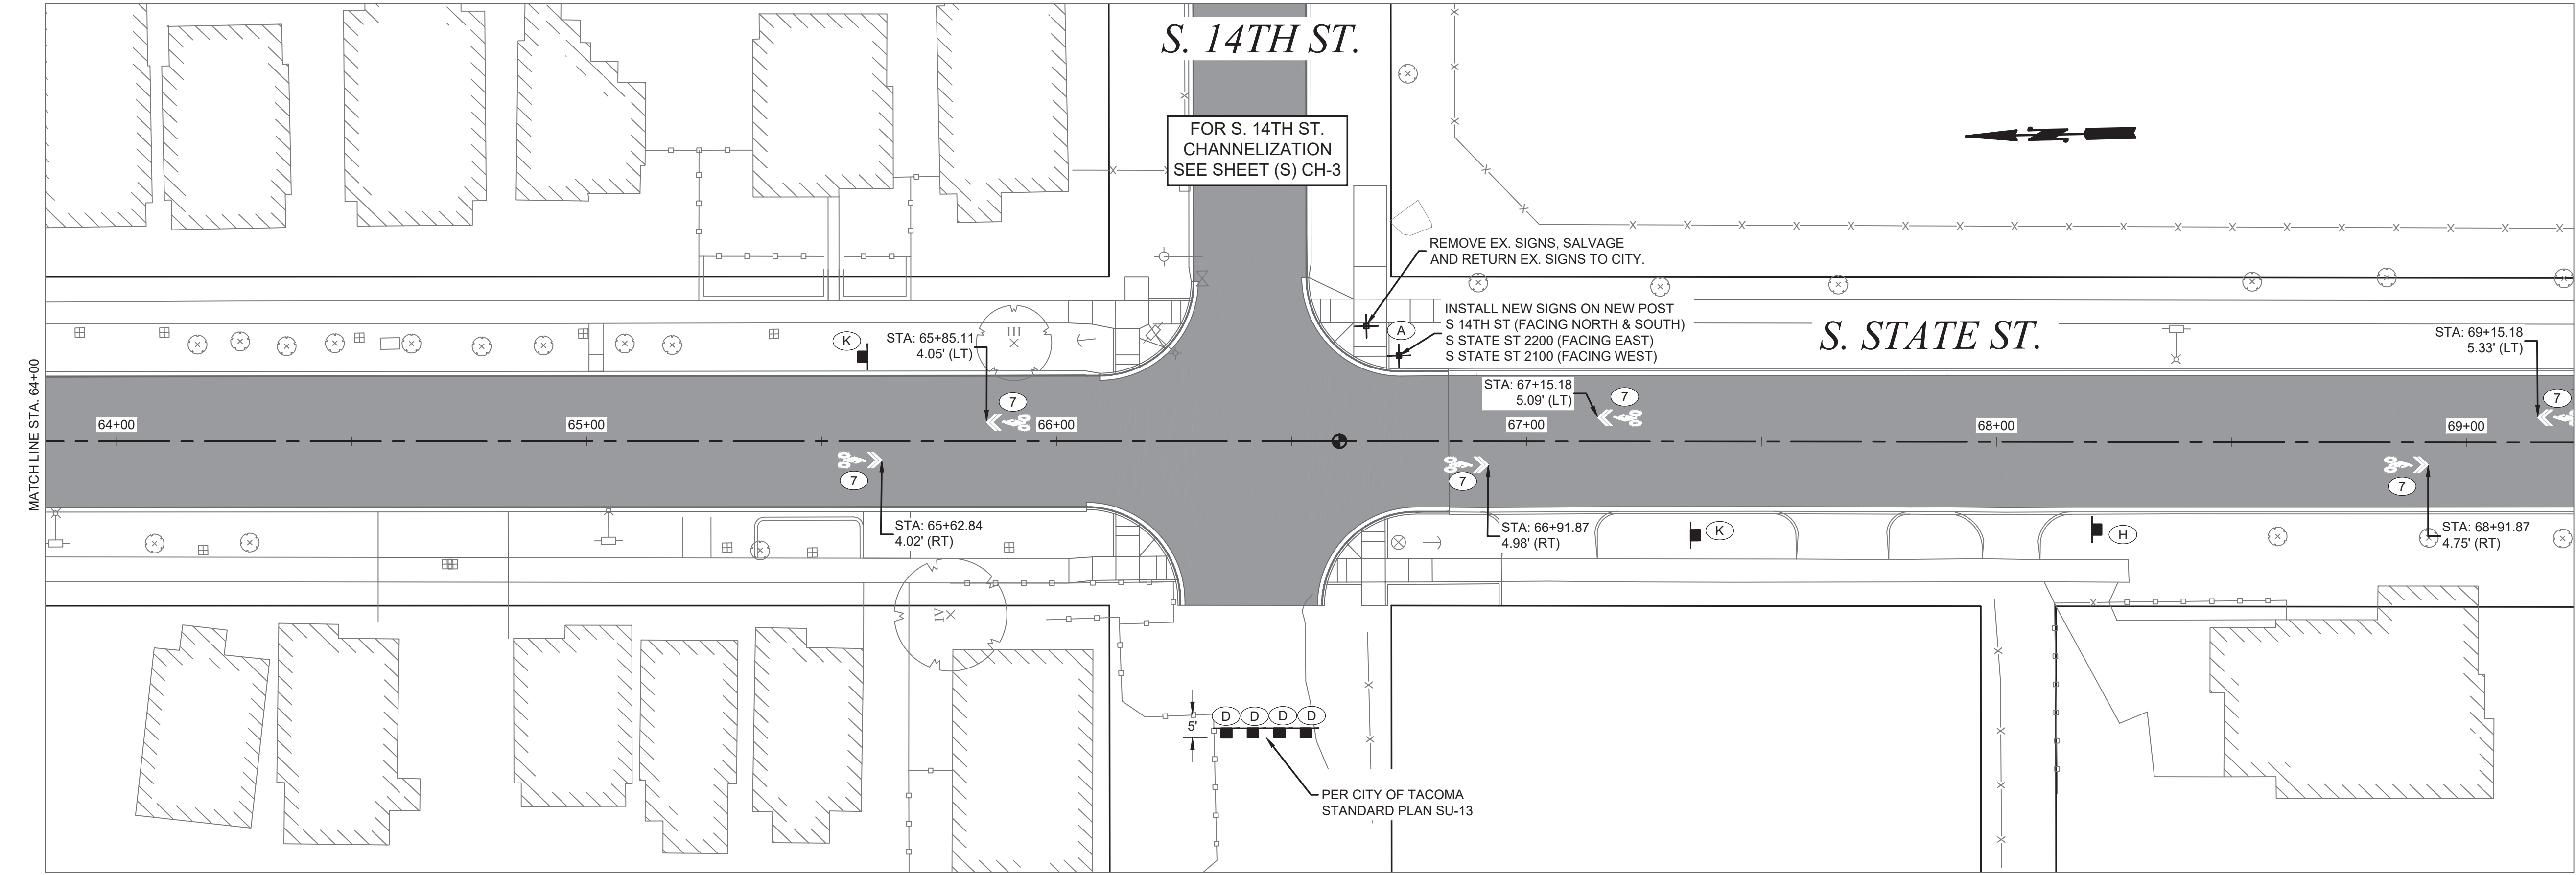 S. 14TH ST.
FOR S. 14TH ST.
CHANNELIZATION
SEE SHEET (S) CH-3
REMOVE EX. SIGNS, SALVAGE
AND RETURN EX. SIGNS TO CITY.
A
INSTALL NEW SIGNS ON NEW POST
S 14TH ST (FACING NORTH & SOUTH)
S STATE ST 2200 (FACING EAST)
S STATE ST 2100 (FACING WEST)
S. STATE ST.
K
STA: 65+85.11
4.05' (LT)
III
STA: 69+15.18
5.33' (LT)
STA: 67+15.18
5.09' (LT)
7
7
7
MATCH LINE STA. 64+00
64+00
65+00
66+00
67+00
68+00
69+00
7
7
7
STA: 65+62.84
4.02' (RT)
STA: 66+91.87
4.98' (RT)
K
H
STA: 68+91.87
4.75' (RT)
IV
5'
D
D
D
D
PER CITY OF TACOMA
STANDARD PLAN SU-13